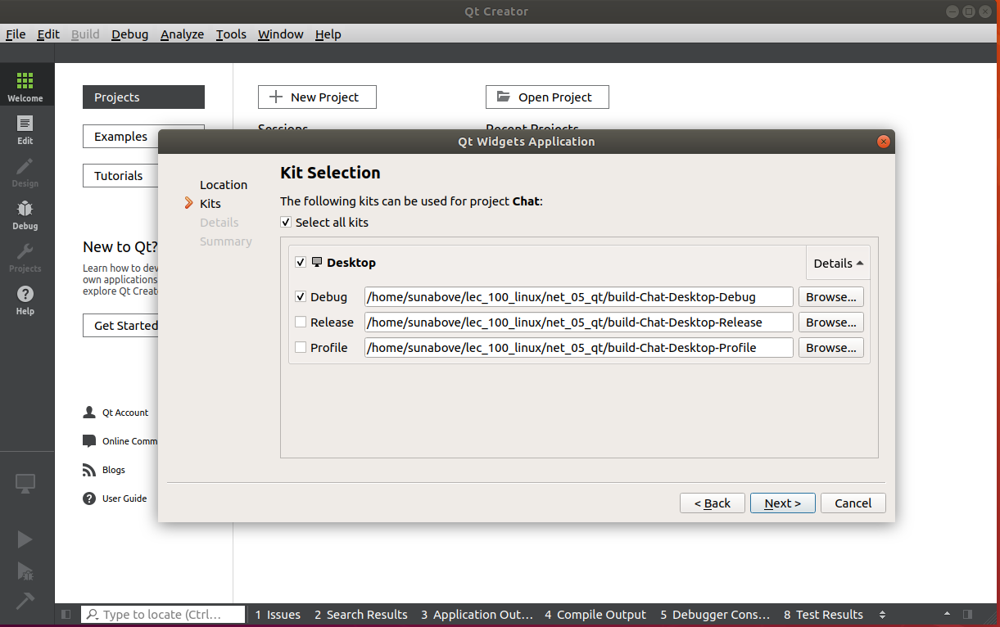 Qt Creator
File Edit Build Debug Analyze Tools Window Help
Welcome
Edit
Design
Debug
Projects
Help
Projects
Examples
Tutorials
New to Qt?
Learn how to dev
own applications
explore Qt Creat
Get Started
Qt Account
Online Comm
Blogs
User Guide
New Project
Open Project
Sessions
Recent Projects
Qt Widgets Application
Location
Kits
Details
Summary
Kit Selection
The following kits can be used for project Chat:
Select all kits
Desktop
Details
Debug /home/sunabove/lec_100_linux/net_05_qt/build-Chat-Desktop-Debug Browse...
Release /home/sunabove/lec_100_linux/net_05_qt/build-Chat-Desktop-Release Browse...
Profile /home/sunabove/lec_100_linux/net_05_qt/build-Chat-Desktop-Profile Browse...
< Back Next > Cancel
Type to locate (Ctrl... 1 Issues 2 Search Results 3 Application Out... 4 Compile Output 5 Debugger Cons... 8 Test Results